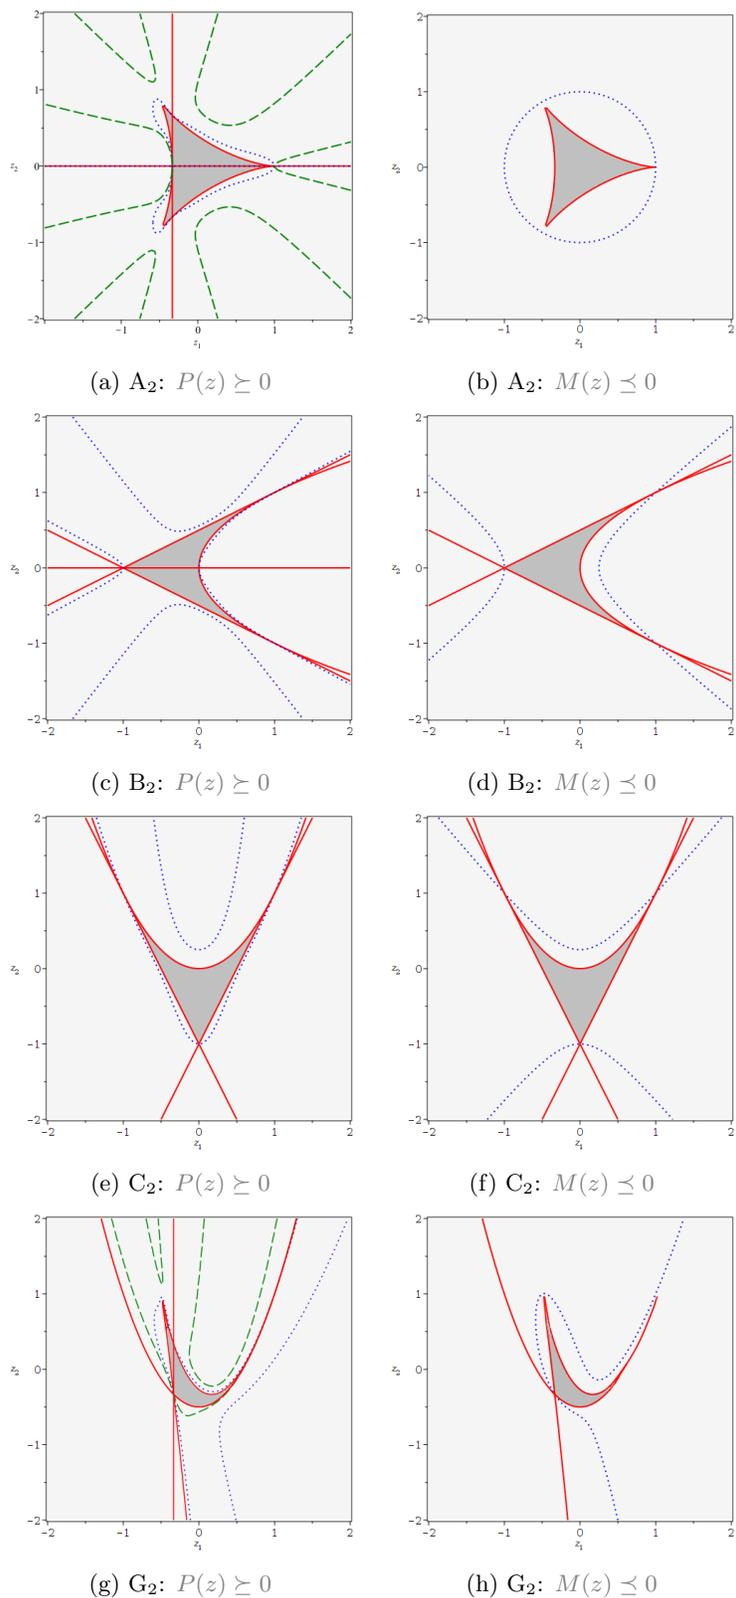 2 2
1 1
z₂ 0 z₂ 0
−1 −1
−2 −2
−1 0 1 2 −2 −1 0 1 2
z₁ z₁
(a) A₂: P(z) ⪰ 0 (b) A₂: M(z) ⪯ 0
2 2
1 1
z₂ 0 z₂ 0
−1 −1
−2 −2
−2 −1 0 1 2 −2 −1 0 1 2
z₁ z₁
(c) B₂: P(z) ⪰ 0 (d) B₂: M(z) ⪯ 0
2 2
1 1
z₂ 0 z₂ 0
−1 −1
−2 −2
−2 −1 0 1 2 −2 −1 0 1 2
z₁ z₁
(e) C₂: P(z) ⪰ 0 (f) C₂: M(z) ⪯ 0
2 2
1 1
z₂ 0 z₂ 0
−1 −1
−2 −2
−2 −1 0 1 2 −2 −1 0 1 2
z₁ z₁
(g) G₂: P(z) ⪰ 0 (h) G₂: M(z) ⪯ 0